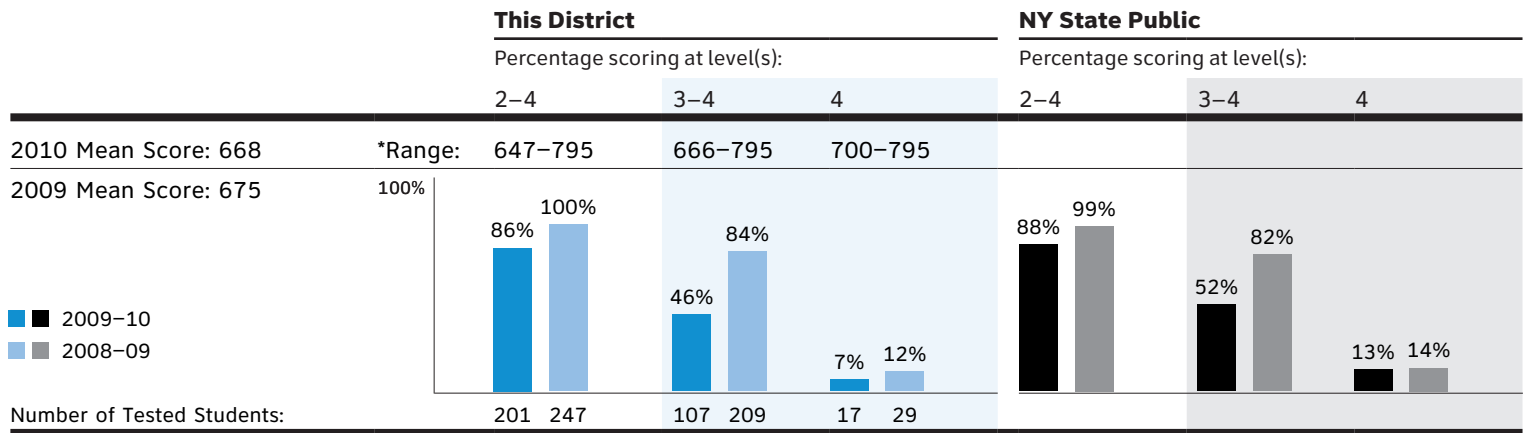 This District NY State Public
Percentage scoring at level(s): Percentage scoring at level(s):
2–4 3–4 4 2–4 3–4 4
2010 Mean Score: 668 *Range: 647–795 666–795 700–795
2009 Mean Score: 675 100%
86% 100% 46% 84% 7% 12% 88% 99% 52% 82% 13% 14%
2009–10
2008–09
Number of Tested Students: 201 247 107 209 17 29